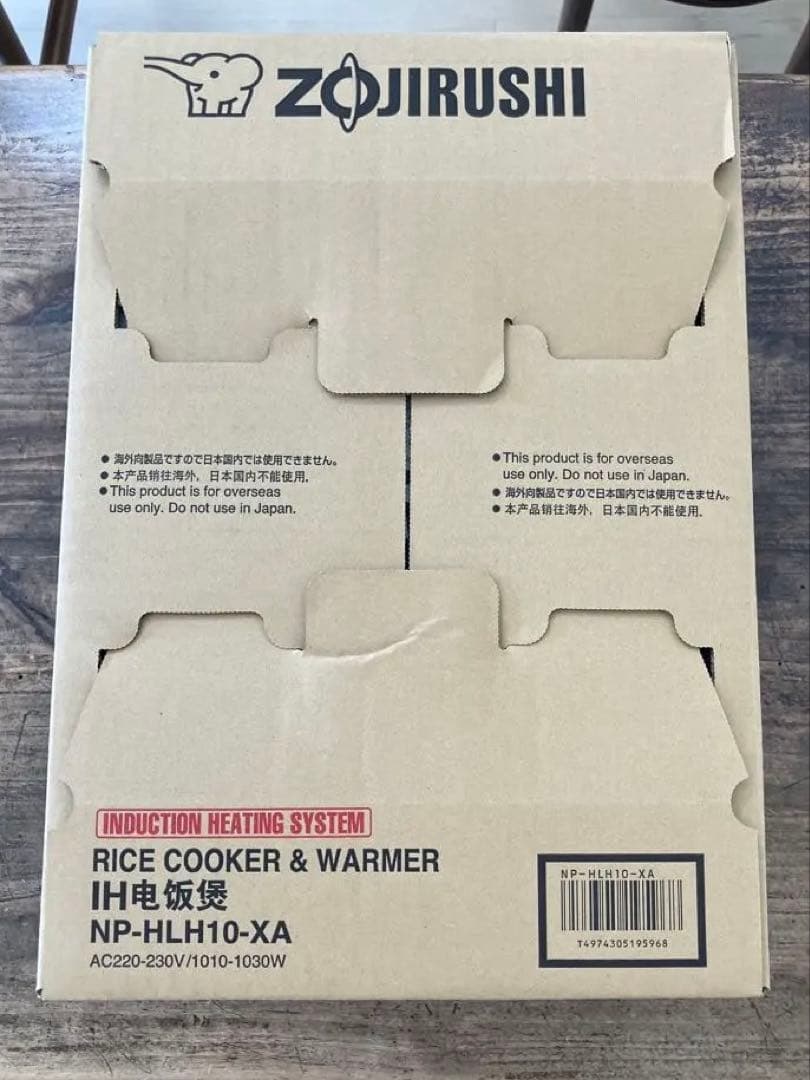 ZOJIRUSHI
● 海外向製品ですので日本国内では使用できません。
● 本产品销往海外，日本国内不能使用。
● This product is for overseas
use only. Do not use in Japan.
● This product is for overseas
use only. Do not use in Japan.
● 海外向製品ですので日本国内では使用できません。
● 本产品销往海外，日本国内不能使用。
INDUCTION HEATING SYSTEM
RICE COOKER & WARMER
IH电饭煲
NP-HLH10-XA
AC220-230V/1010-1030W
NP-HLH10-XA
T4974305195968